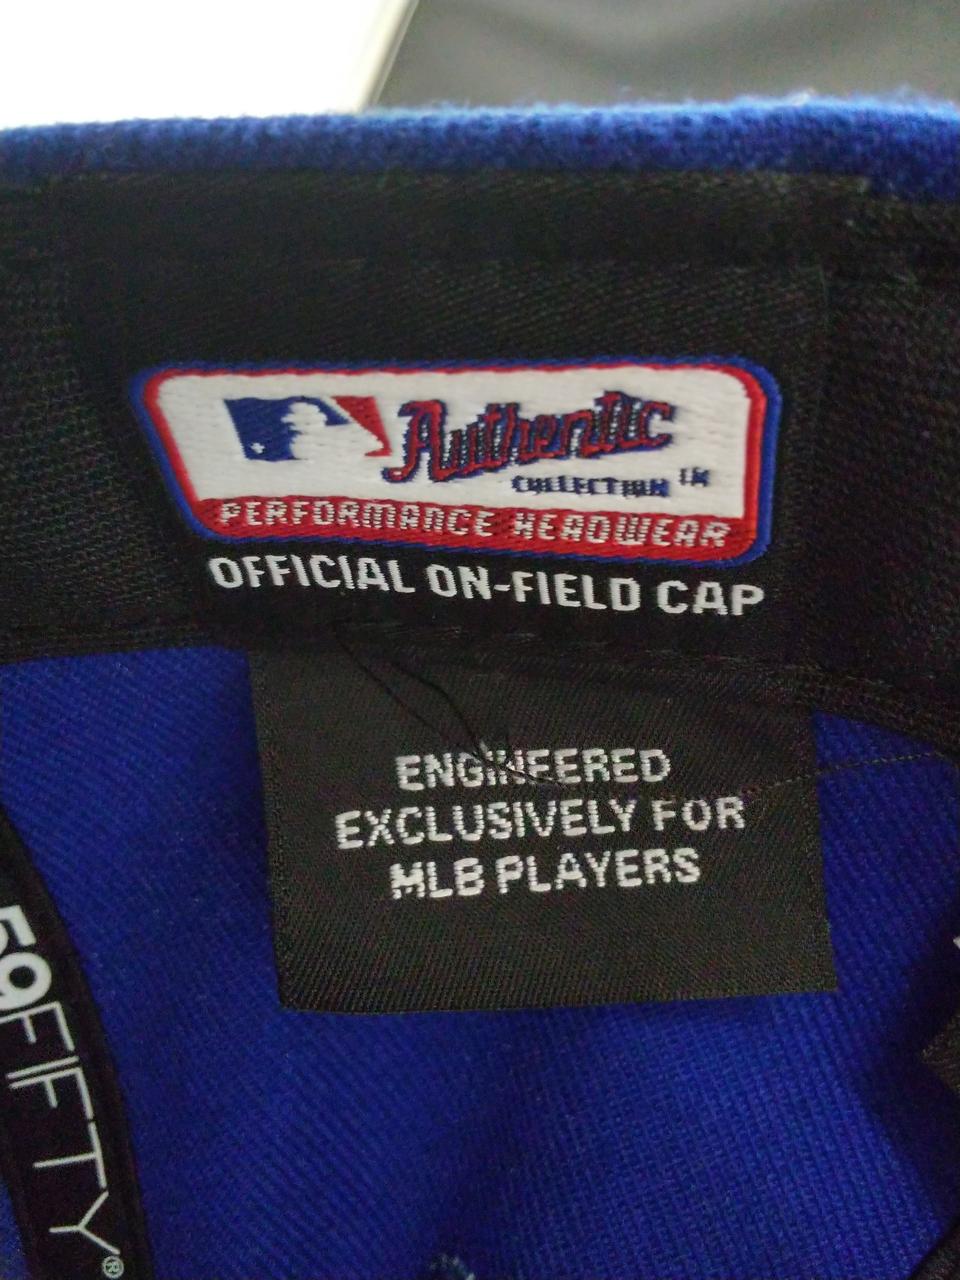 Authentic
COLLECTION ™
PERFORMANCE HEADWEAR
OFFICIAL ON-FIELD CAP
ENGINEERED
EXCLUSIVELY FOR
MLB PLAYERS
59FIFTY®